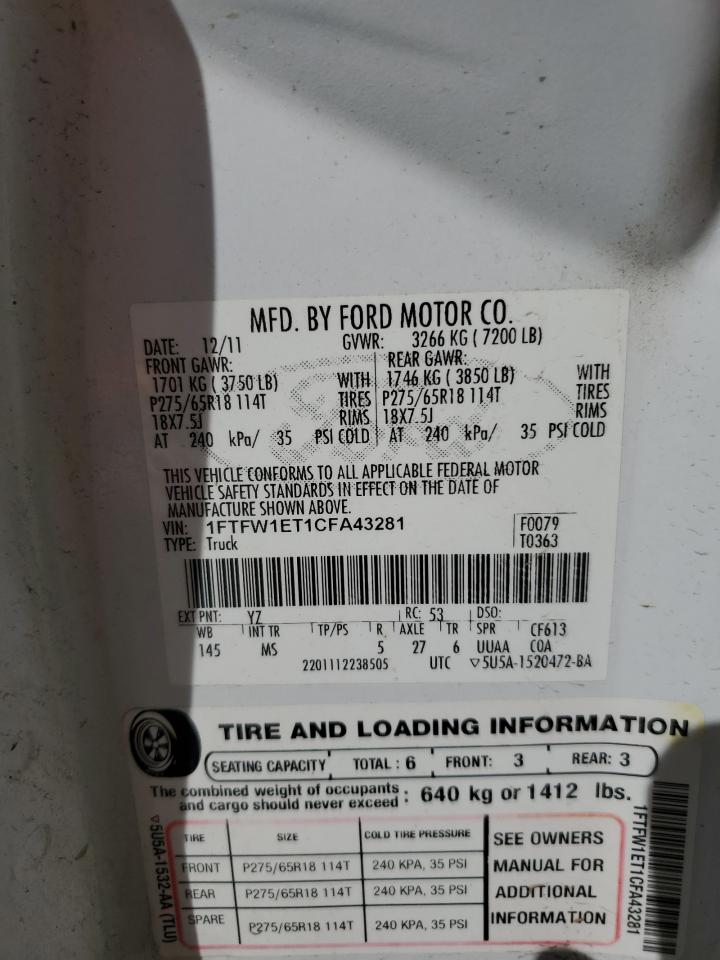 MFD. BY FORD MOTOR CO.
DATE: 12/11 GVWR: 3266 KG ( 7200 LB)
FRONT GAWR: REAR GAWR:
1701 KG ( 3750 LB) WITH 1746 KG ( 3850 LB) WITH
P275/65R18 114T TIRES P275/65R18 114T TIRES
18X7.5J RIMS 18X7.5J RIMS
AT 240 kPa/ 35 PSI COLD AT 240 kPa/ 35 PSI COLD
THIS VEHICLE CONFORMS TO ALL APPLICABLE FEDERAL MOTOR
VEHICLE SAFETY STANDARDS IN EFFECT ON THE DATE OF
MANUFACTURE SHOWN ABOVE.
VIN: 1FTFW1ET1CFA43281 F0079
TYPE: Truck T0363
EXT PNT: YZ RC: 53 DSO:
WB INT TR TP/PS R AXLE TR SPR CF613
145 MS 5 27 6 UUAA COA
2201112238505 UTC ▽5U5A-1520472-BA
TIRE AND LOADING INFORMATION
SEATING CAPACITY TOTAL : 6 FRONT: 3 REAR: 3
The combined weight of occupants
and cargo should never exceed : 640 kg or 1412 lbs.
TIRE SIZE COLD TIRE PRESSURE
FRONT P275/65R18 114T 240 KPA, 35 PSI
REAR P275/65R18 114T 240 KPA, 35 PSI
SPARE P275/65R18 114T 240 KPA, 35 PSI
SEE OWNERS
MANUAL FOR
ADDITIONAL
INFORMATION
▽5U5A-1532-AA (TLU)
1FTFW1ET1CFA43281